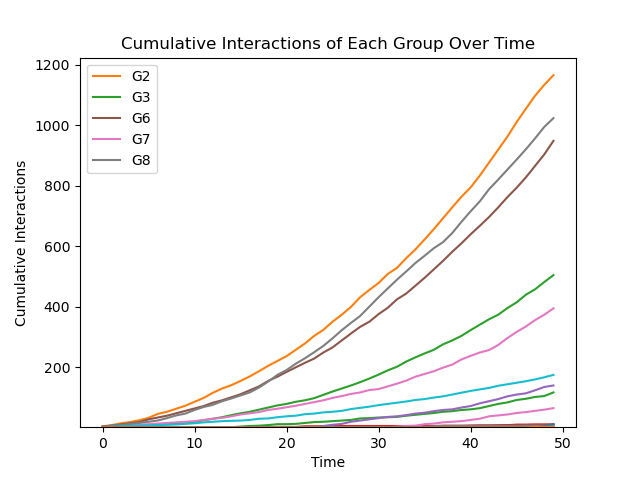 Cumulative Interactions of Each Group Over Time
1200
1000
800
600
400
200
G2
G3
G6
G7
G8
Cumulative Interactions
0 10 20 30 40 50
Time